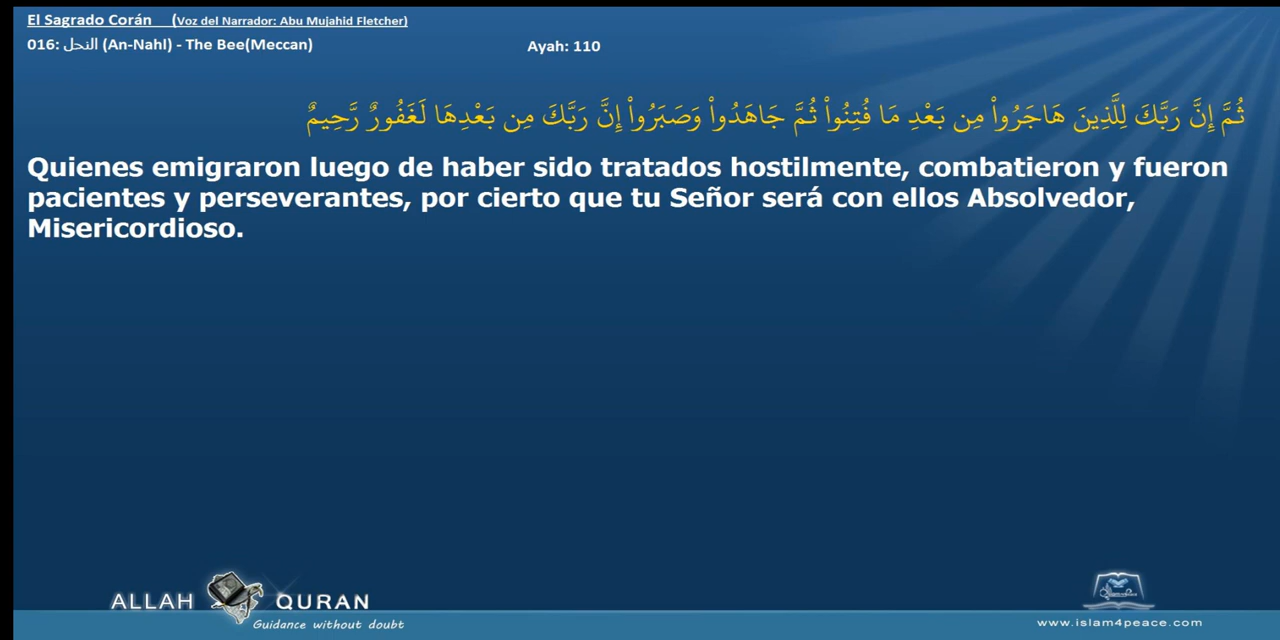 El Sagrado Corán (Voz del Narrador: Abu Mujahid Fletcher)
016: النحل (An-Nahl) - The Bee(Meccan)
Ayah: 110
ثُمَّ إِنَّ رَبَّكَ لِلَّذِينَ هَاجَرُواْ مِن بَعْدِ مَا فُتِنُواْ ثُمَّ جَاهَدُواْ وَصَبَرُواْ إِنَّ رَبَّكَ مِن بَعْدِهَا لَغَفُورٌ رَّحِيمٌ
Quienes emigraron luego de haber sido tratados hostilmente, combatieron y fueron
pacientes y perseverantes, por cierto que tu Señor será con ellos Absolvedor,
Misericordioso.
ALLAH QURAN
Guidance without doubt
www.islam4peace.com